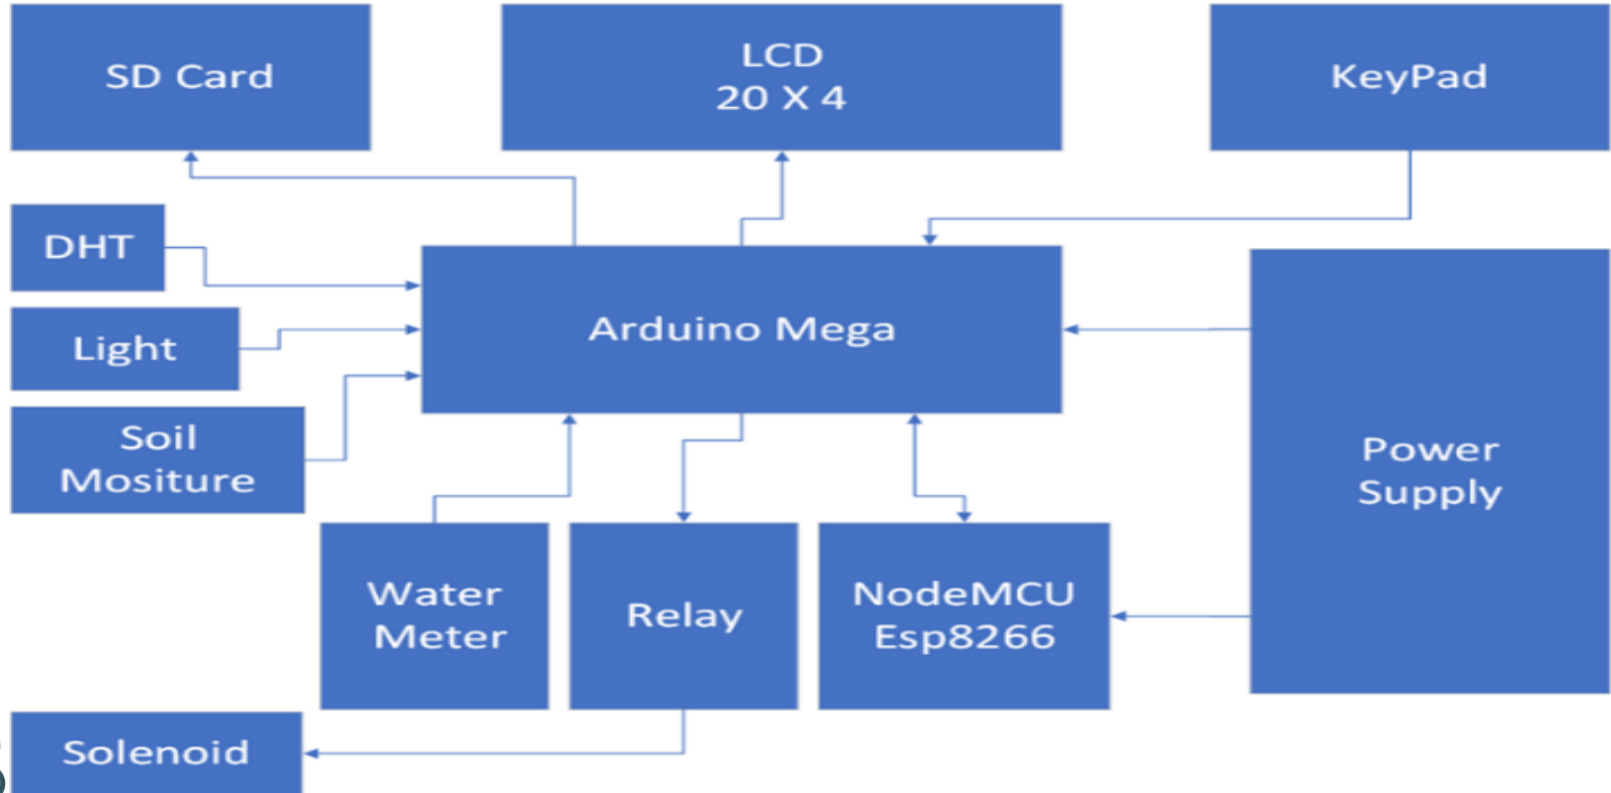 SD Card
LCD
20 X 4
KeyPad
DHT
Light
Soil
Mositure
Arduino Mega
Power
Supply
Water
Meter
Relay
NodeMCU
Esp8266
Solenoid